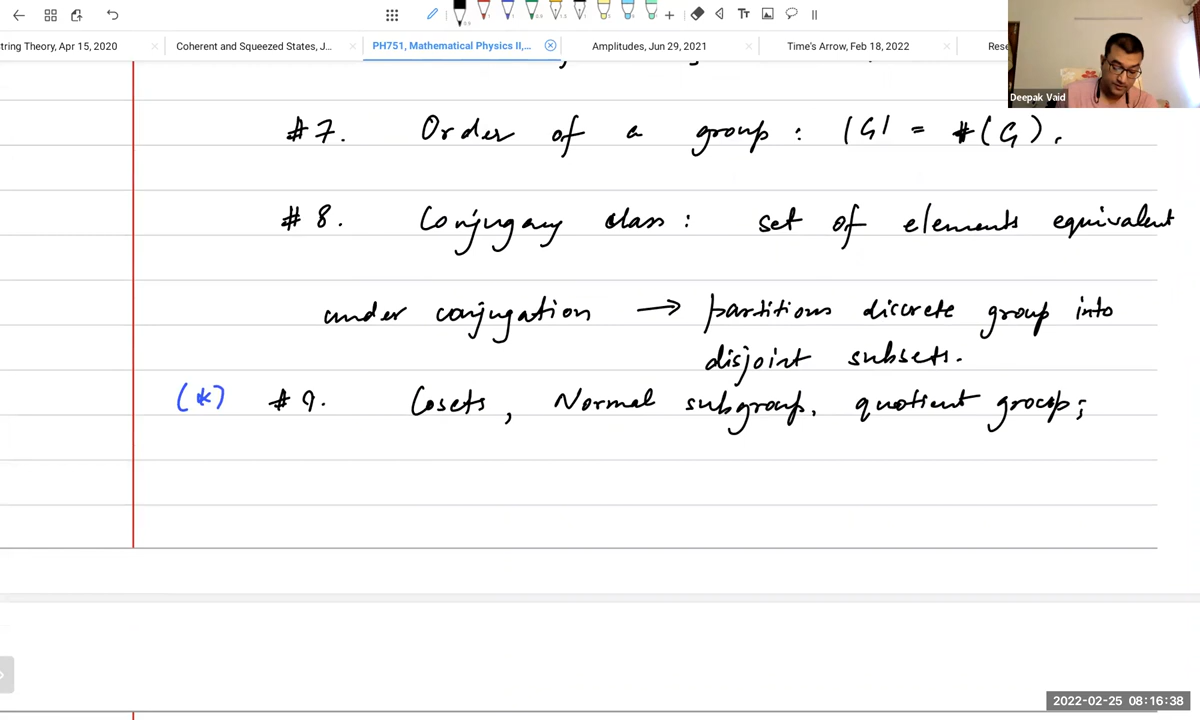 tring Theory, Apr 15, 2020
Coherent and Squeezed States, J...
PH751, Mathematical Physics II,...
Amplitudes, Jun 29, 2021
Time's Arrow, Feb 18, 2022
Rese
Deepak Vaid
#7. Order of a group : |G| = #(G).
#8. Conjugacy class : set of elements equivalent
under conjugation → partitions discrete group into
disjoint subsets.
(*) #9. Cosets, Normal subgroup, quotient group;
2022-02-25 08:16:38